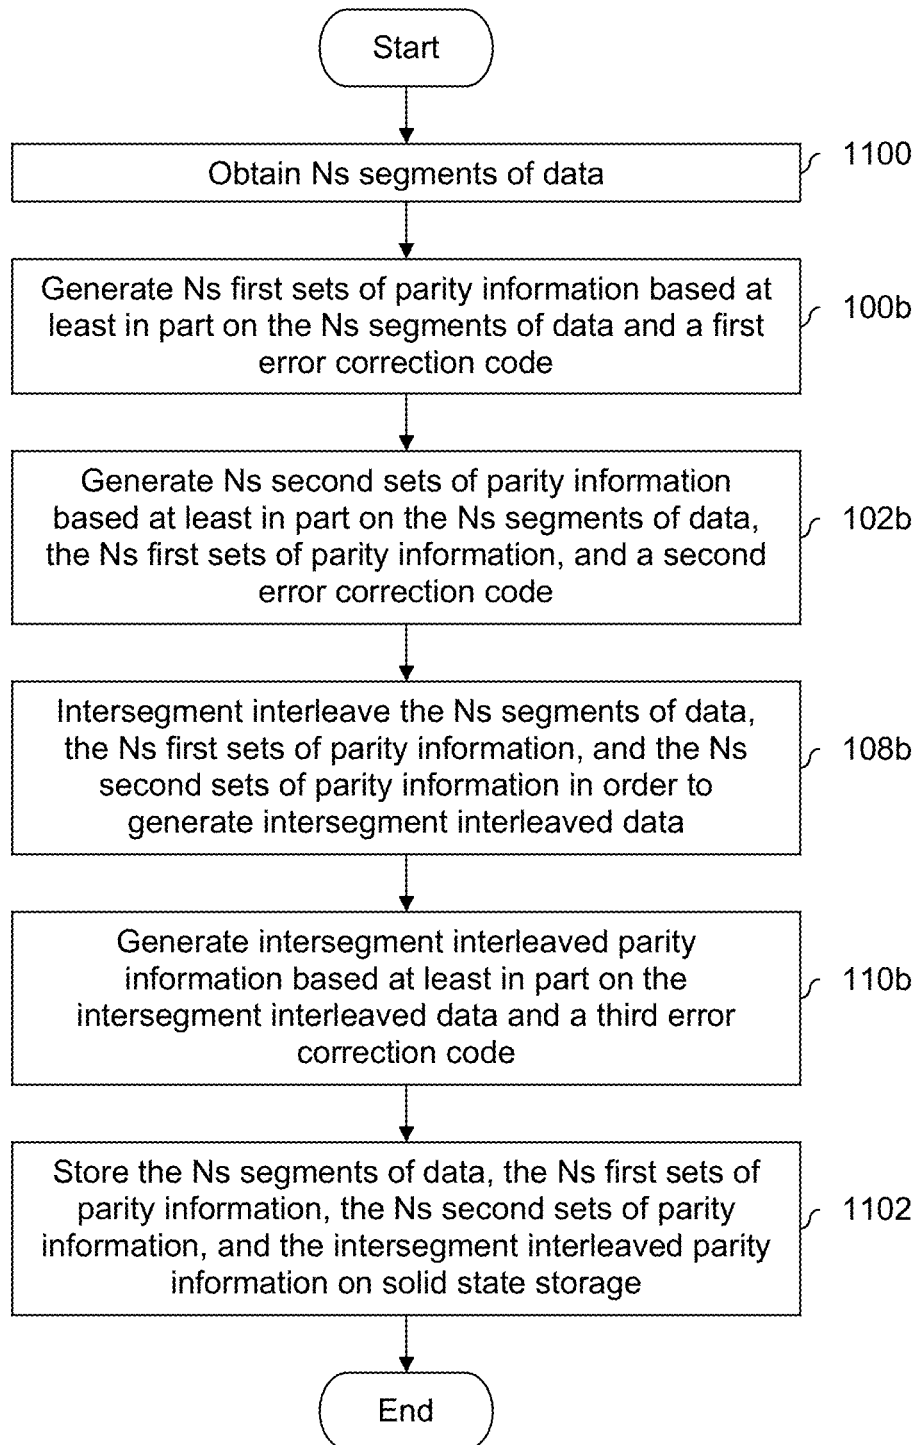 Start
Obtain Ns segments of data
1100
Generate Ns first sets of parity information based at
least in part on the Ns segments of data and a first
error correction code
100b
Generate Ns second sets of parity information
based at least in part on the Ns segments of data,
the Ns first sets of parity information, and a second
error correction code
102b
Intersegment interleave the Ns segments of data,
the Ns first sets of parity information, and the Ns
second sets of parity information in order to
generate intersegment interleaved data
108b
Generate intersegment interleaved parity
information based at least in part on the
intersegment interleaved data and a third error
correction code
110b
Store the Ns segments of data, the Ns first sets of
parity information, the Ns second sets of parity
information, and the intersegment interleaved parity
information on solid state storage
1102
End